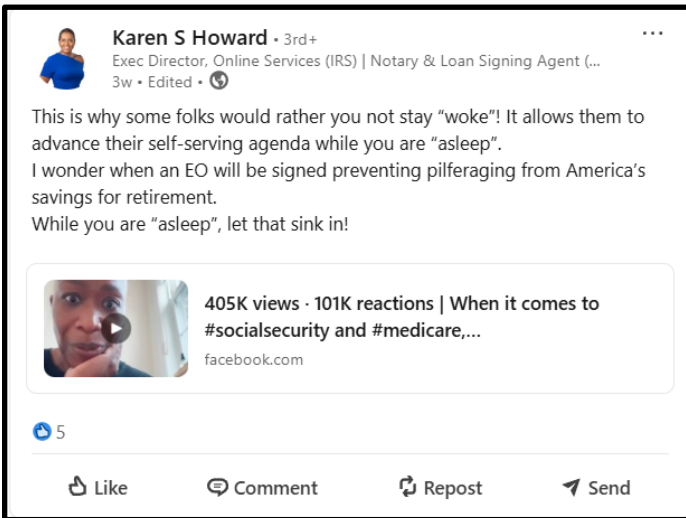 Karen S Howard • 3rd+
Exec Director, Online Services (IRS) | Notary & Loan Signing Agent (...
3w • Edited •
This is why some folks would rather you not stay “woke”! It allows them to
advance their self-serving agenda while you are “asleep”.
I wonder when an EO will be signed preventing pilferaging from America’s
savings for retirement.
While you are “asleep”, let that sink in!
405K views · 101K reactions | When it comes to
#socialsecurity and #medicare,...
facebook.com
5
Like Comment Repost Send